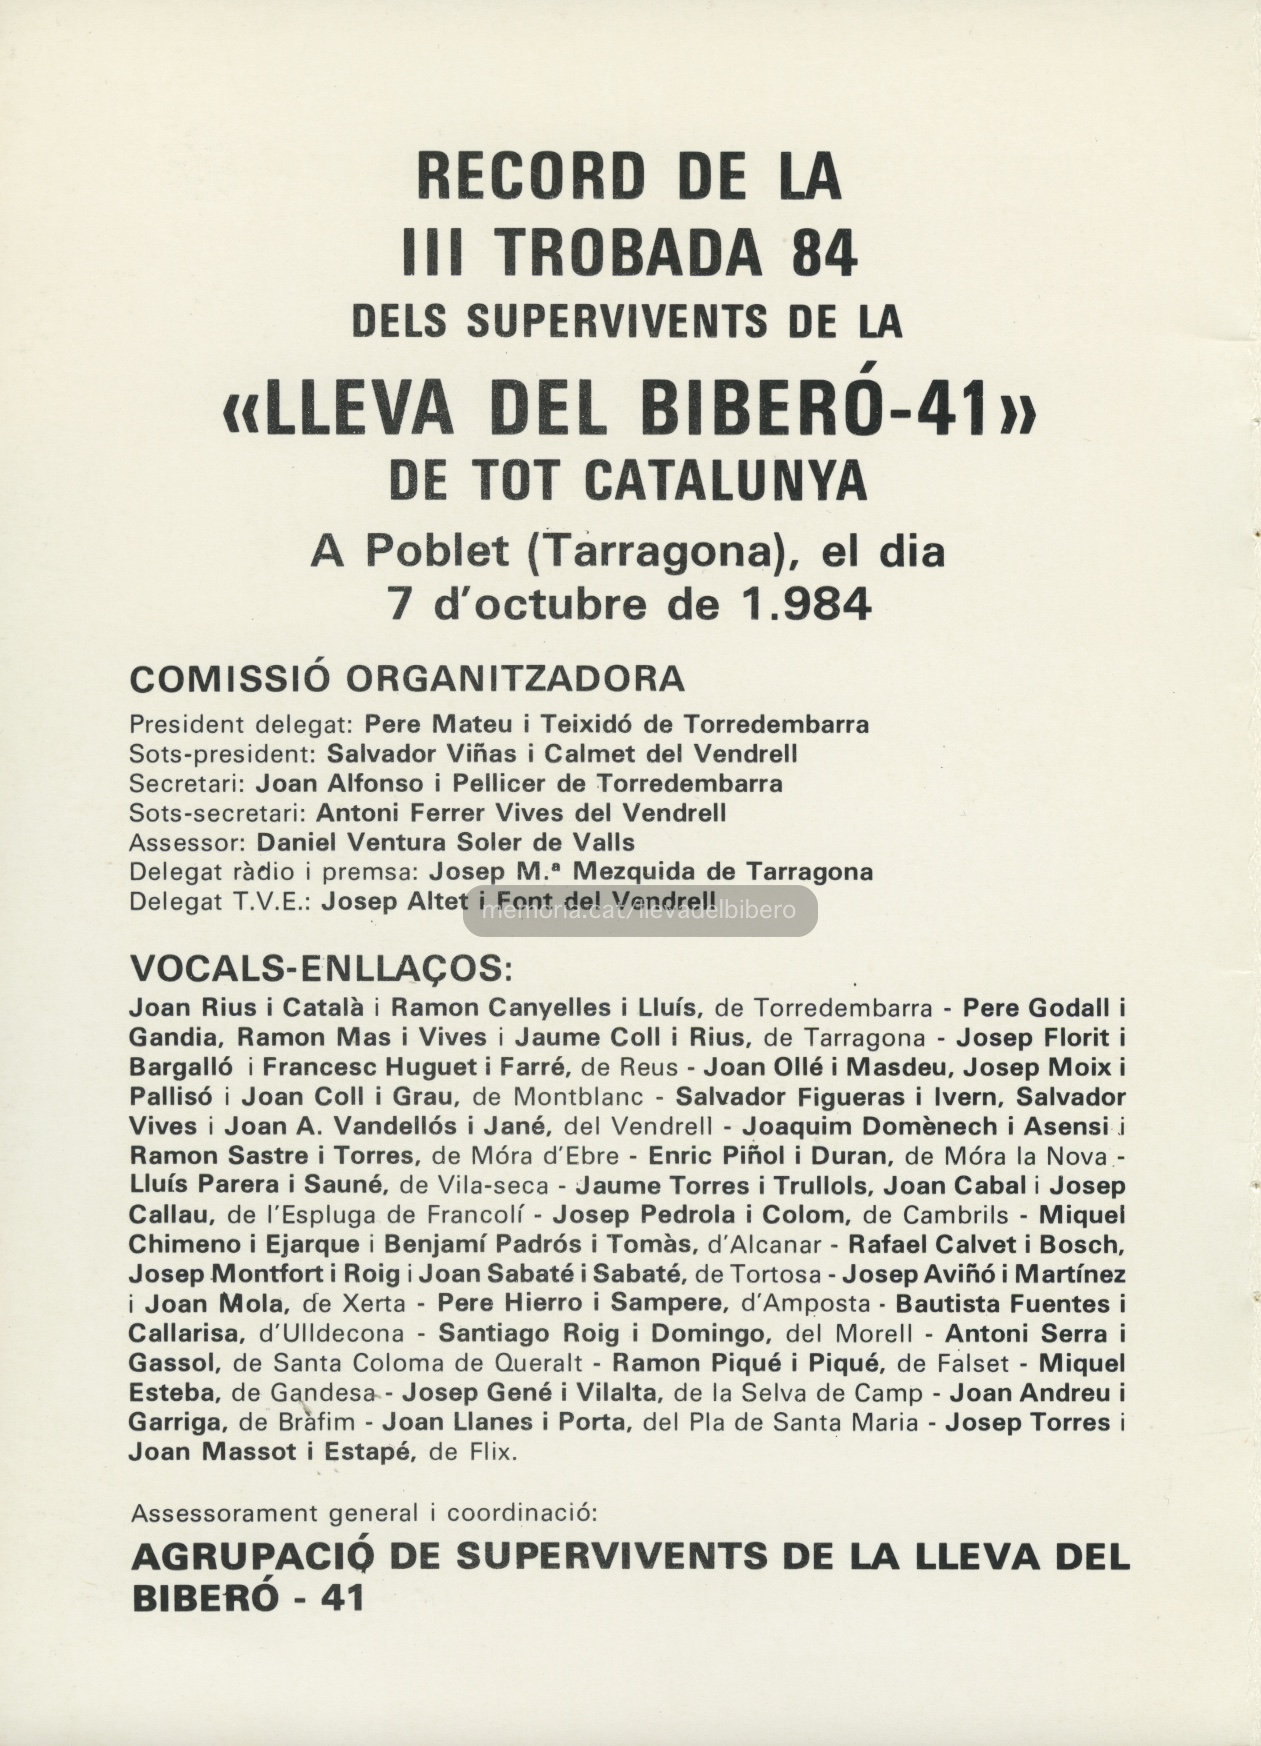 RECORD DE LA
III TROBADA 84
DELS SUPERVIVENTS DE LA
«LLEVA DEL BIBERÓ-41»
DE TOT CATALUNYA
A Poblet (Tarragona), el dia
7 d'octubre de 1.984
COMISSIÓ ORGANITZADORA
President delegat: Pere Mateu i Teixidó de Torredembarra
Sots-president: Salvador Viñas i Calmet del Vendrell
Secretari: Joan Alfonso i Pellicer de Torredembarra
Sots-secretari: Antoni Ferrer Vives del Vendrell
Assessor: Daniel Ventura Soler de Valls
Delegat ràdio i premsa: Josep M.ª Mezquida de Tarragona
Delegat T.V.E.: Josep Altet i Font del Vendrell
memoria.cat/llevadelbibero
VOCALS-ENLLAÇOS:
Joan Rius i Català i Ramon Canyelles i Lluís, de Torredembarra - Pere Godall i
Gandia, Ramon Mas i Vives i Jaume Coll i Rius, de Tarragona - Josep Florit i
Bargalló i Francesc Huguet i Farré, de Reus - Joan Ollé i Masdeu, Josep Moix i
Pallisó i Joan Coll i Grau, de Montblanc - Salvador Figueras i Ivern, Salvador
Vives i Joan A. Vandellós i Jané, del Vendrell - Joaquim Domènech i Asensi i
Ramon Sastre i Torres, de Móra d'Ebre - Enric Piñol i Duran, de Móra la Nova -
Lluís Parera i Sauné, de Vila-seca - Jaume Torres i Trullols, Joan Cabal i Josep
Callau, de l'Espluga de Francolí - Josep Pedrola i Colom, de Cambrils - Miquel
Chimeno i Ejarque i Benjamí Padrós i Tomàs, d'Alcanar - Rafael Calvet i Bosch,
Josep Montfort i Roig i Joan Sabaté i Sabaté, de Tortosa - Josep Aviñó i Martínez
i Joan Mola, de Xerta - Pere Hierro i Sampere, d'Amposta - Bautista Fuentes i
Callarisa, d'Ulldecona - Santiago Roig i Domingo, del Morell - Antoni Serra i
Gassol, de Santa Coloma de Queralt - Ramon Piqué i Piqué, de Falset - Miquel
Esteba, de Gandesa - Josep Gené i Vilalta, de la Selva de Camp - Joan Andreu i
Garriga, de Bràfim - Joan Llanes i Porta, del Pla de Santa Maria - Josep Torres i
Joan Massot i Estapé, de Flix.
Assessorament general i coordinació:
AGRUPACIÓ DE SUPERVIVENTS DE LA LLEVA DEL
BIBERÓ - 41